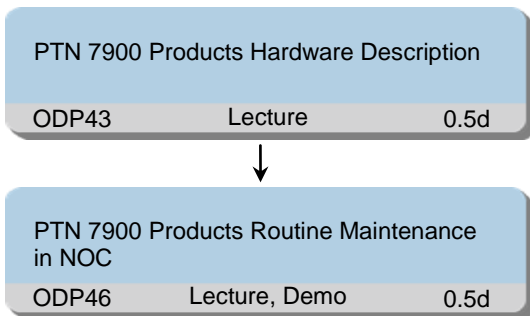 PTN 7900 Products Hardware Description
ODP43 Lecture 0.5d
PTN 7900 Products Routine Maintenance
in NOC
ODP46 Lecture, Demo 0.5d